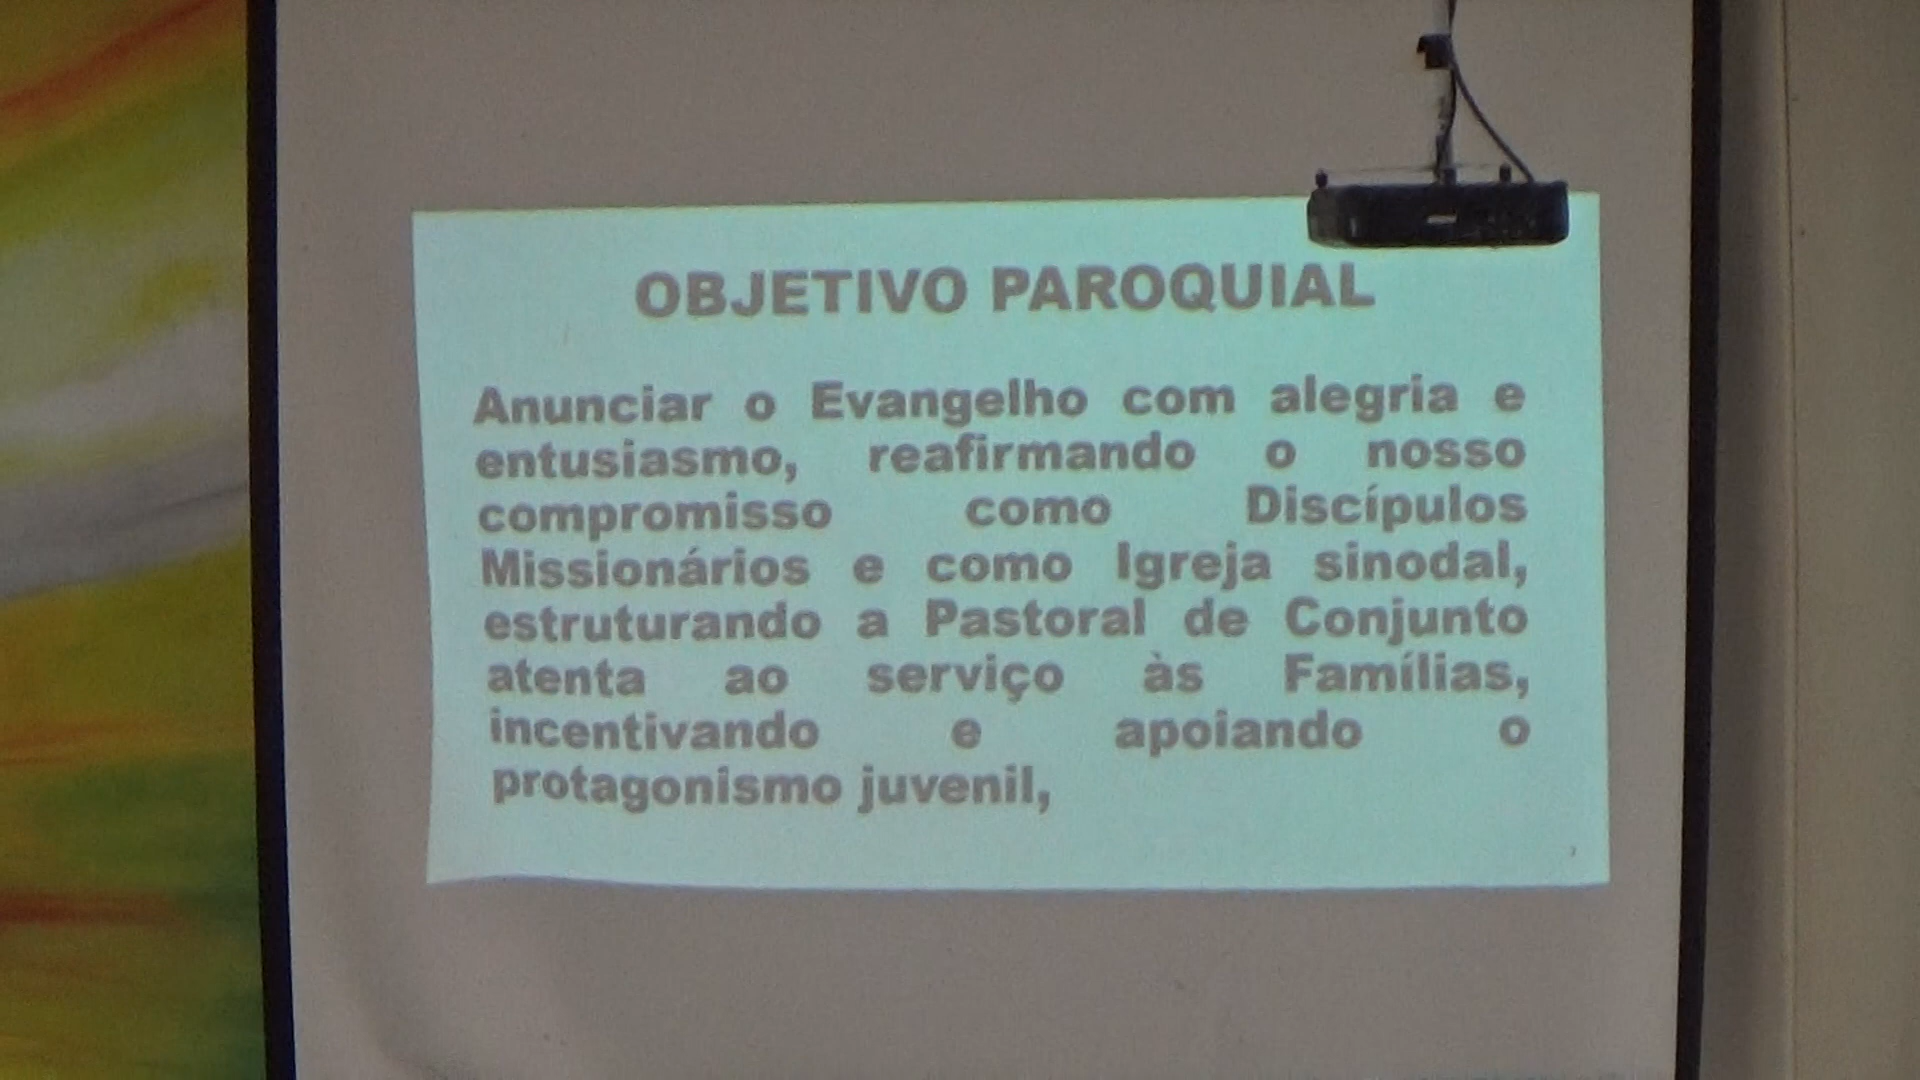 OBJETIVO PAROQUIAL
Anunciar o Evangelho com alegria e
entusiasmo, reafirmando o nosso
compromisso como Discípulos
Missionários e como Igreja sinodal,
estruturando a Pastoral de Conjunto
atenta ao serviço às Famílias,
incentivando e apoiando o
protagonismo juvenil,